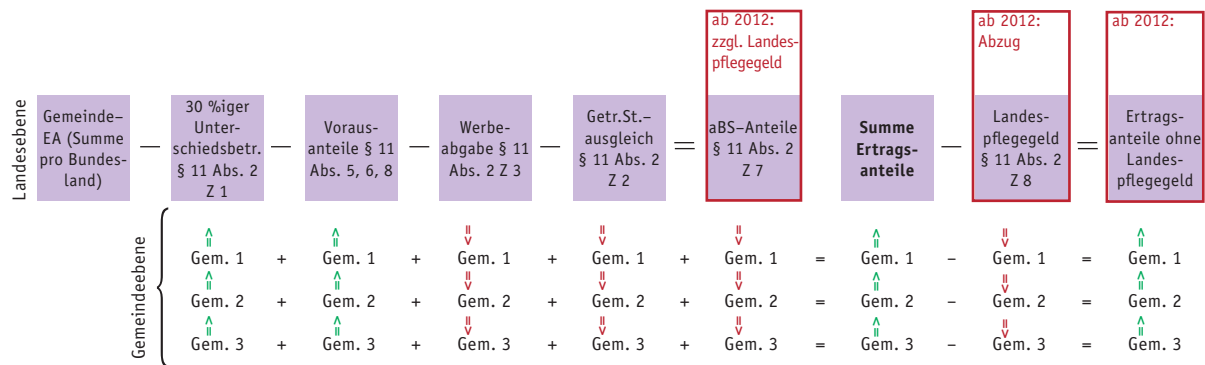 ab 2012:
zzgl. Landes-
pflegegeld
ab 2012:
Abzug
ab 2012:
Landesebene
Gemeinde–
EA (Summe
pro Bundes-
land)
—
30 %iger
Unter-
schiedsbetr.
§ 11 Abs. 2
Z 1
—
Voraus-
anteile § 11
Abs. 5, 6, 8
—
Werbe-
abgabe § 11
Abs. 2 Z 3
—
Getr.St.–
ausgleich
§ 11 Abs. 2
Z 2
=
aBS–Anteile
§ 11 Abs. 2
Z 7
Summe
Ertrags-
anteile
—
Landes-
pflegegeld
§ 11 Abs. 2
Z 8
=
Ertrags-
anteile ohne
Landes-
pflegegeld
Gemeindeebene
Gem. 1 + Gem. 1 + Gem. 1 + Gem. 1 + Gem. 1 = Gem. 1 – Gem. 1 = Gem. 1
Gem. 2 + Gem. 2 + Gem. 2 + Gem. 2 + Gem. 2 = Gem. 2 – Gem. 2 = Gem. 2
Gem. 3 + Gem. 3 + Gem. 3 + Gem. 3 + Gem. 3 = Gem. 3 – Gem. 3 = Gem. 3